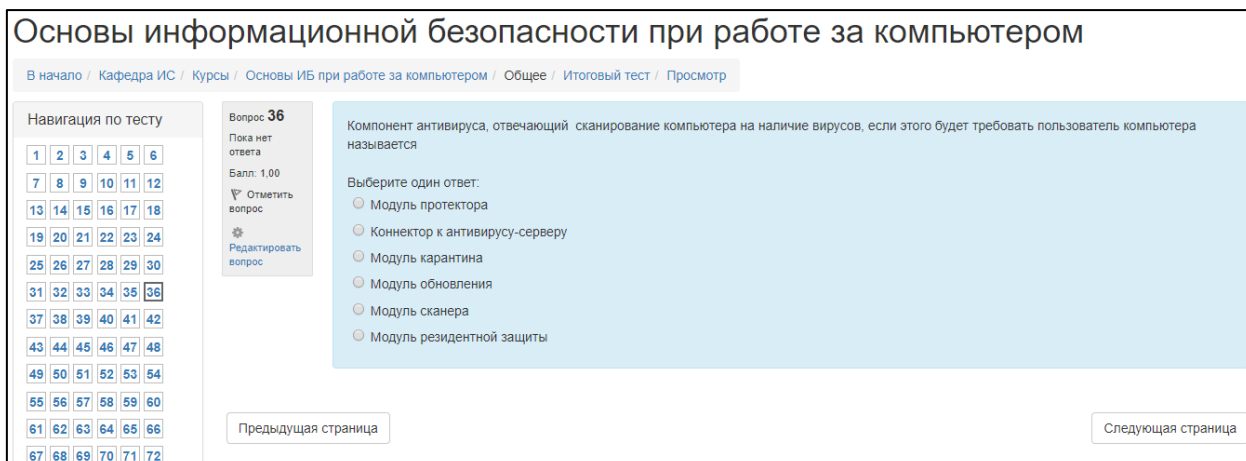 Основы информационной безопасности при работе за компьютером
В начало / Кафедра ИС / Курсы / Основы ИБ при работе за компьютером / Общее / Итоговый тест / Просмотр
Навигация по тесту
1 2 3 4 5 6
7 8 9 10 11 12
13 14 15 16 17 18
19 20 21 22 23 24
25 26 27 28 29 30
31 32 33 34 35 36
37 38 39 40 41 42
43 44 45 46 47 48
49 50 51 52 53 54
55 56 57 58 59 60
61 62 63 64 65 66
67 68 69 70 71 72
Вопрос 36
Пока нет
ответа
Балл: 1,00
Отметить
вопрос
Редактировать
вопрос
Компонент антивируса, отвечающий сканирование компьютера на наличие вирусов, если этого будет требовать пользователь компьютера
называется
Выберите один ответ:
Модуль протектора
Коннектор к антивирусу-серверу
Модуль карантина
Модуль обновления
Модуль сканера
Модуль резидентной защиты
Предыдущая страница
Следующая страница